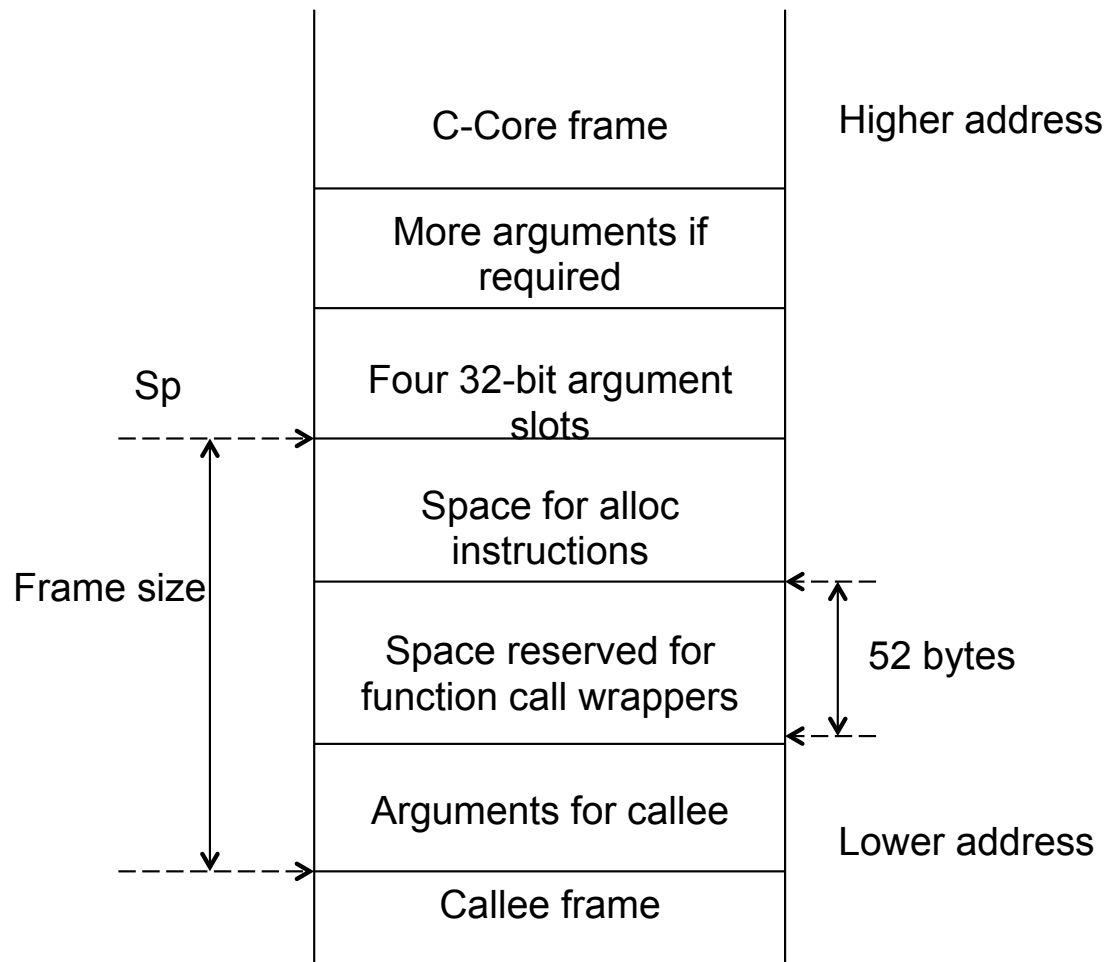 C-Core frame
Higher address
More arguments if
required
Sp
Four 32-bit argument
slots
Space for alloc
instructions
Frame size
Space reserved for
function call wrappers
52 bytes
Arguments for callee
Lower address
Callee frame